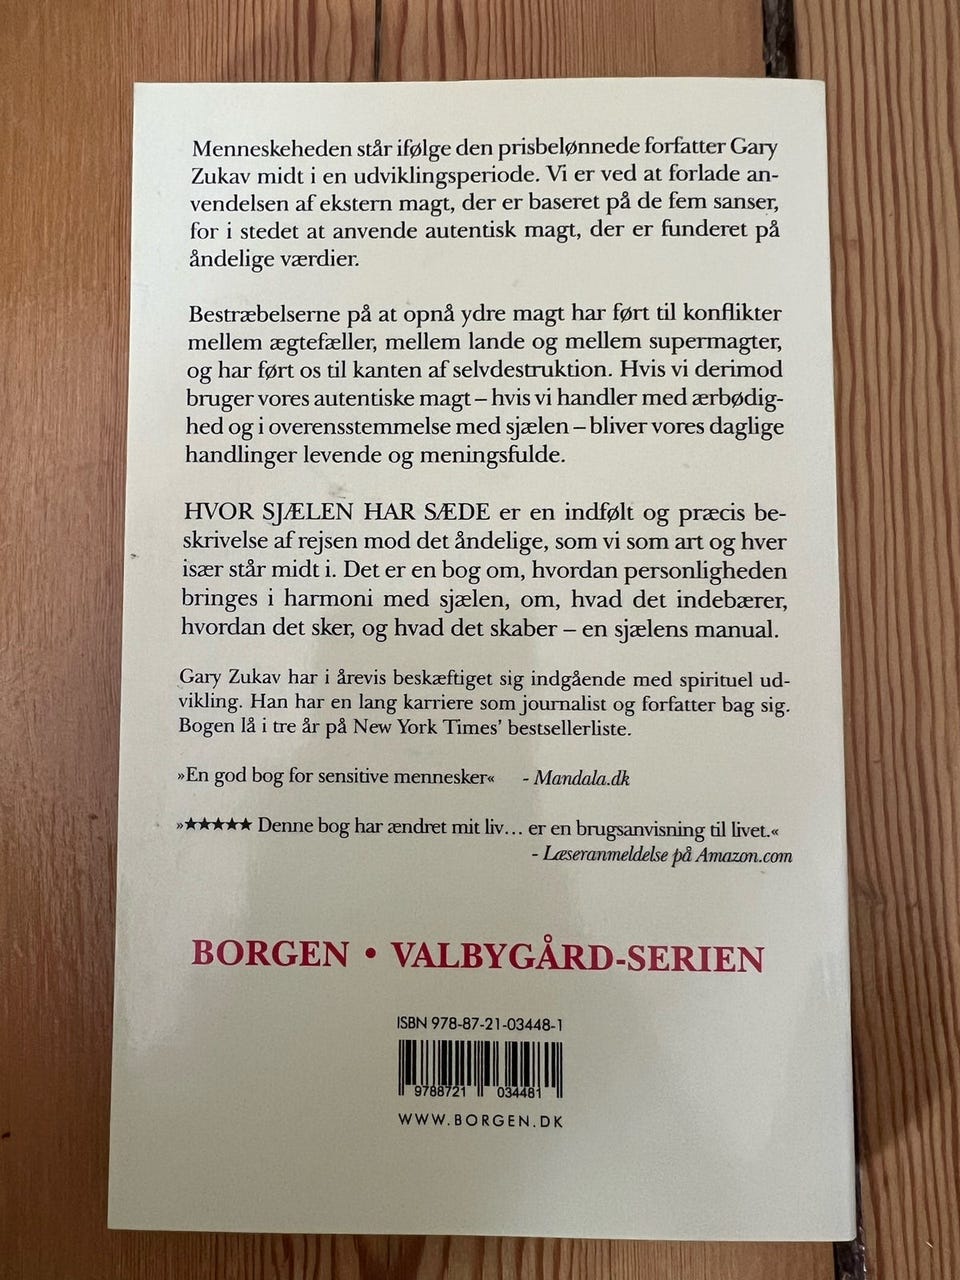 Menneskeheden står ifølge den prisbelønnede forfatter Gary
Zukav midt i en udviklingsperiode. Vi er ved at forlade an-
vendelsen af ekstern magt, der er baseret på de fem sanser,
for i stedet at anvende autentisk magt, der er funderet på
åndelige værdier.
Bestræbelserne på at opnå ydre magt har ført til konflikter
mellem ægtefæller, mellem lande og mellem supermagter,
og har ført os til kanten af selvdestruktion. Hvis vi derimod
bruger vores autentiske magt – hvis vi handler med ærbødig-
hed og i overensstemmelse med sjælen – bliver vores daglige
handlinger levende og meningsfulde.
HVOR SJÆLEN HAR SÆDE er en indfølt og præcis be-
skrivelse af rejsen mod det åndelige, som vi som art og hver
især står midt i. Det er en bog om, hvordan personligheden
bringes i harmoni med sjælen, om, hvad det indebærer,
hvordan det sker, og hvad det skaber – en sjælens manual.
Gary Zukav har i årevis beskæftiget sig indgående med spirituel ud-
vikling. Han har en lang karriere som journalist og forfatter bag sig.
Bogen lå i tre år på New York Times' bestsellerliste.
»En god bog for sensitive mennesker« - Mandala.dk
»★★★★★ Denne bog har ændret mit liv… er en brugsanvisning til livet.«
- Læseranmeldelse på Amazon.com
BORGEN • VALBYGÅRD-SERIEN
ISBN 978-87-21-03448-1
9788721 034481
WWW.BORGEN.DK